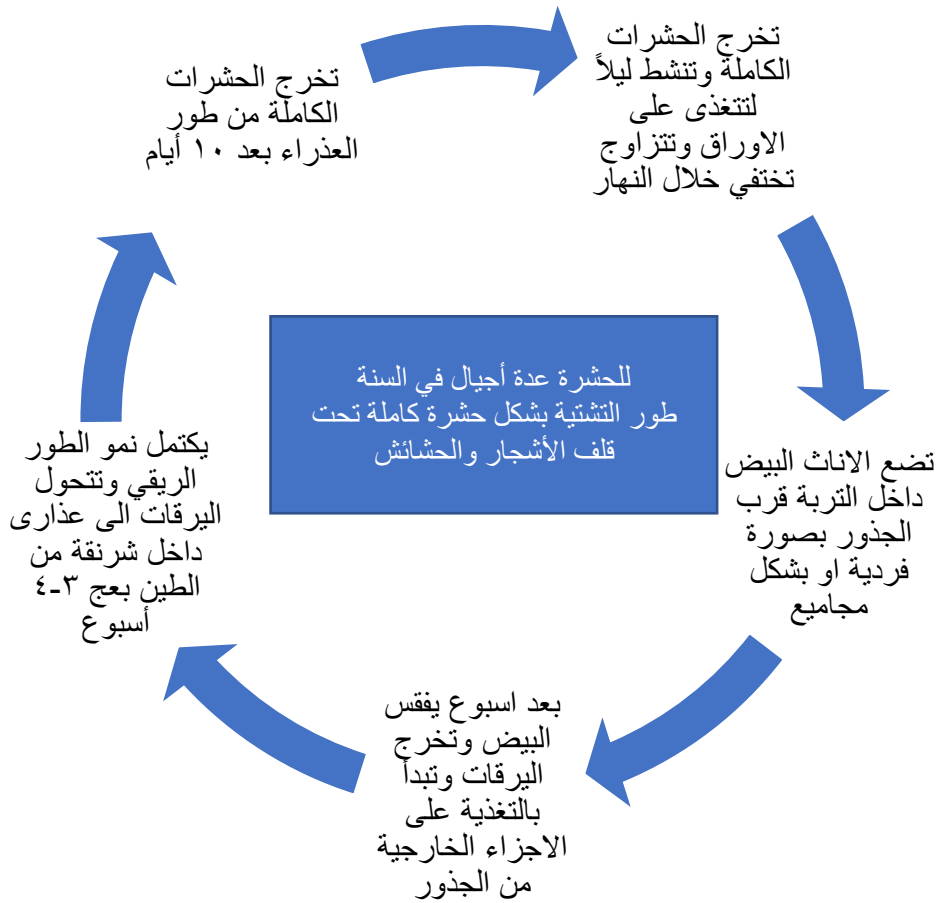 تخرج الحشرات
الكاملة وتنشط ليلاً
لتتغذى على
الاوراق وتتزاوج
تختفي خلال النهار
تضع الاناث البيض
داخل التربة قرب
الجذور بصورة
فردية او بشكل
مجاميع
بعد اسبوع يفقس
البيض وتخرج
اليرقات وتبدأ
بالتغذية على
الاجزاء الخارجية
من الجذور
يكتمل نمو الطور
الريقي وتتحول
اليرقات الى عذارى
داخل شرنقة من
الطين بعج ٣-٤
أسبوع
تخرج الحشرات
الكاملة من طور
العذراء بعد ١٠ أيام
للحشرة عدة أجيال في السنة
طور التشتية بشكل حشرة كاملة تحت
قلف الأشجار والحشائش